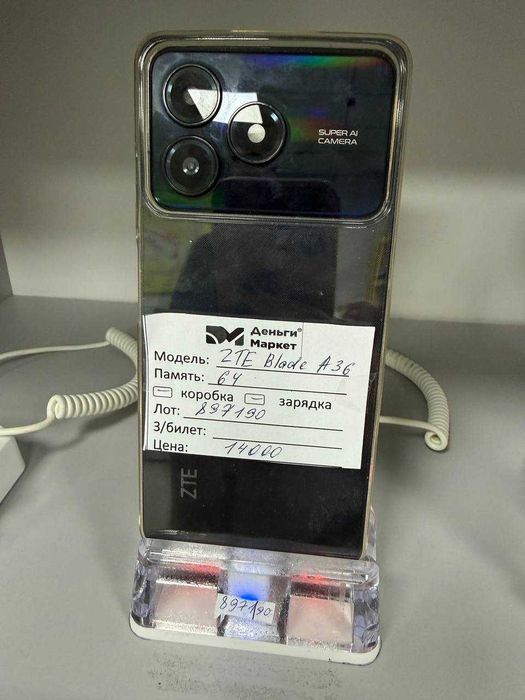 SUPER AI
CAMERA
Деньги®
Маркет
Модель: ZTE Blade A36
Память: 64
коробка зарядка
Лот: 897190
З/билет:
Цена: 14000
ZTE
897190